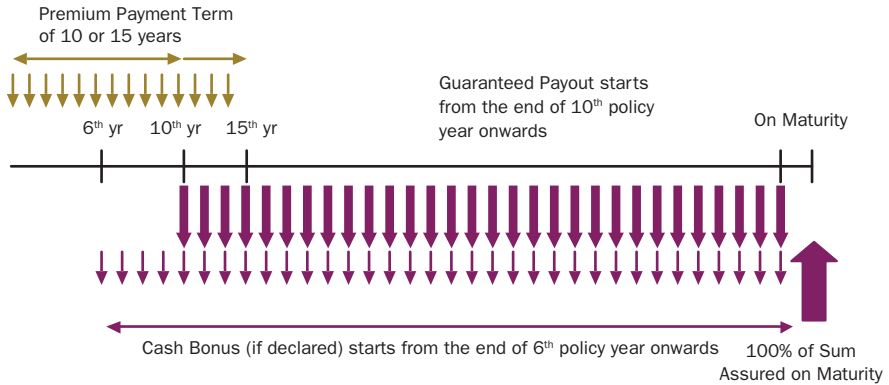 Premium Payment Term
of 10 or 15 years
Guaranteed Payout starts
from the end of 10th policy
year onwards
6th yr
10th yr
15th yr
On Maturity
Cash Bonus (if declared) starts from the end of 6th policy year onwards
100% of Sum
Assured on Maturity